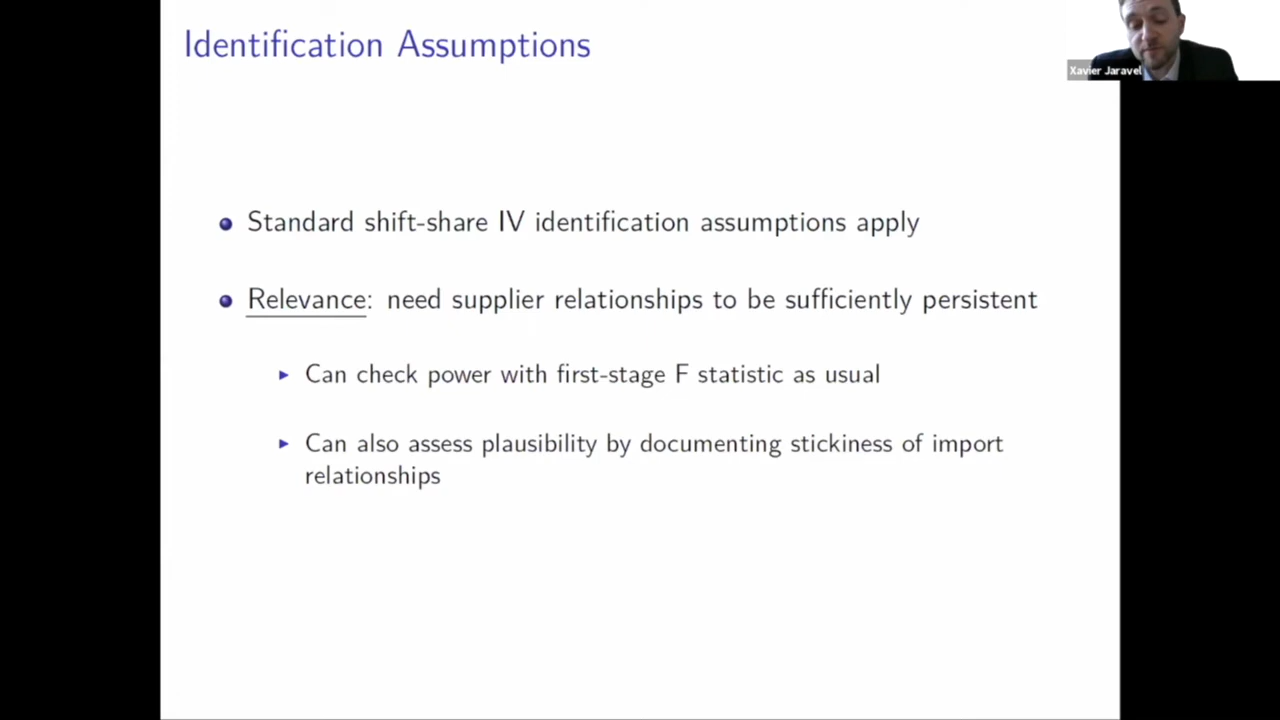 Identification Assumptions
Xavier Jaravel
Standard shift-share IV identification assumptions apply
Relevance: need supplier relationships to be sufficiently persistent
Can check power with first-stage F statistic as usual
Can also assess plausibility by documenting stickiness of import
relationships